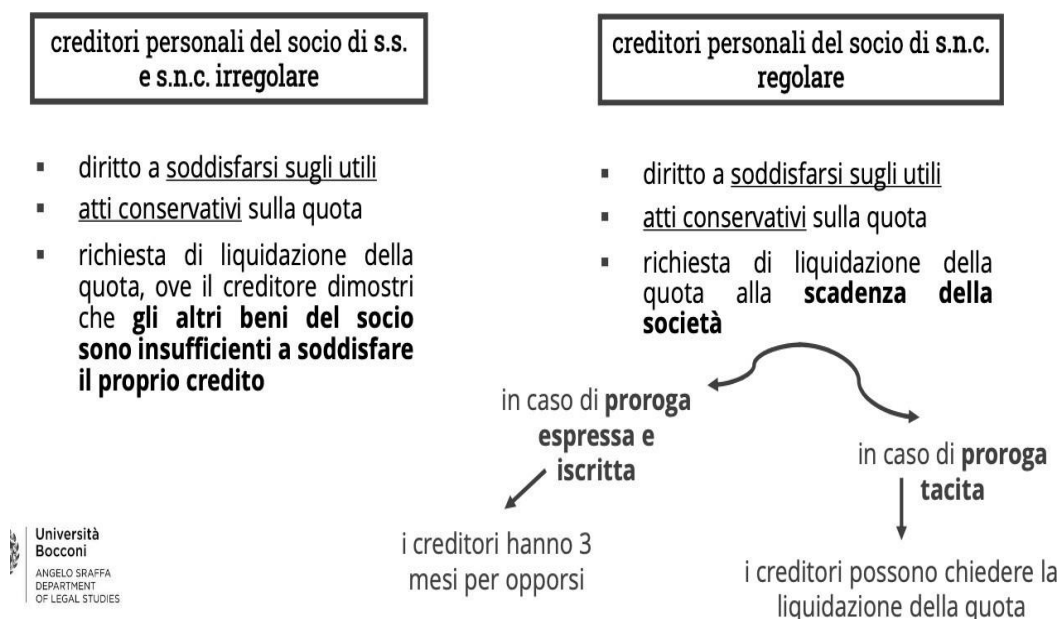 creditori personali del socio di s.s.
e s.n.c. irregolare
▪ diritto a soddisfarsi sugli utili
▪ atti conservativi sulla quota
▪ richiesta di liquidazione della
quota, ove il creditore dimostri
che gli altri beni del socio
sono insufficienti a soddisfare
il proprio credito
creditori personali del socio di s.n.c.
regolare
▪ diritto a soddisfarsi sugli utili
▪ atti conservativi sulla quota
▪ richiesta di liquidazione della
quota alla scadenza della
società
in caso di proroga
espressa e
iscritta
i creditori hanno 3
mesi per opporsi
in caso di proroga
tacita
i creditori possono chiedere la
liquidazione della quota
Università
Bocconi
ANGELO SRAFFA
DEPARTMENT
OF LEGAL STUDIES